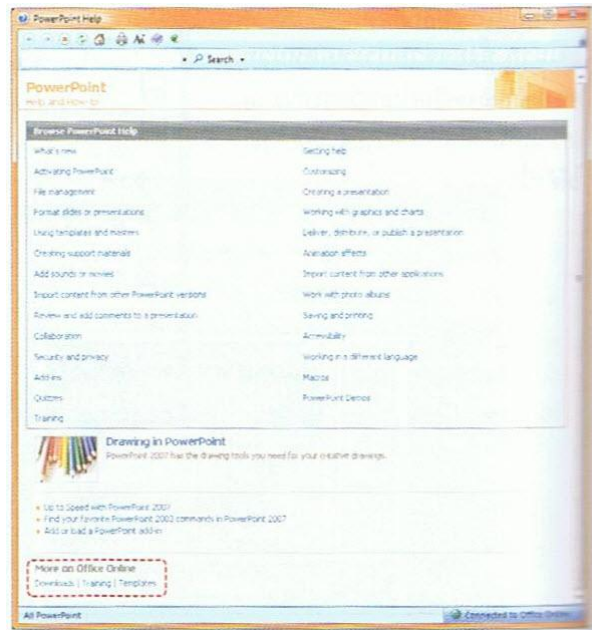 PowerPoint Help
Search
PowerPoint
Help and How-to
Browse PowerPoint Help
What's new
Getting help
Activating PowerPoint
Customizing
File management
Creating a presentation
Format slides or presentations
Working with graphics and charts
Using templates and masters
Deliver, distribute, or publish a presentation
Creating support materials
Animation effects
Add sounds or movies
Import content from other applications
Import content from other PowerPoint versions
Work with photo albums
Review and add comments to a presentation
Saving and printing
Collaboration
Accessibility
Security and privacy
Working in a different language
Add-ins
Macros
Quizzes
PowerPoint Demos
Training
Drawing in PowerPoint
PowerPoint 2007 has the drawing tools you need for your creative drawings.
Up to Speed with PowerPoint 2007
Find your favorite PowerPoint 2003 commands in PowerPoint 2007
Add or load a PowerPoint add-in
More on Office Online
Downloads | Training | Templates
All PowerPoint
Connected to Office Online